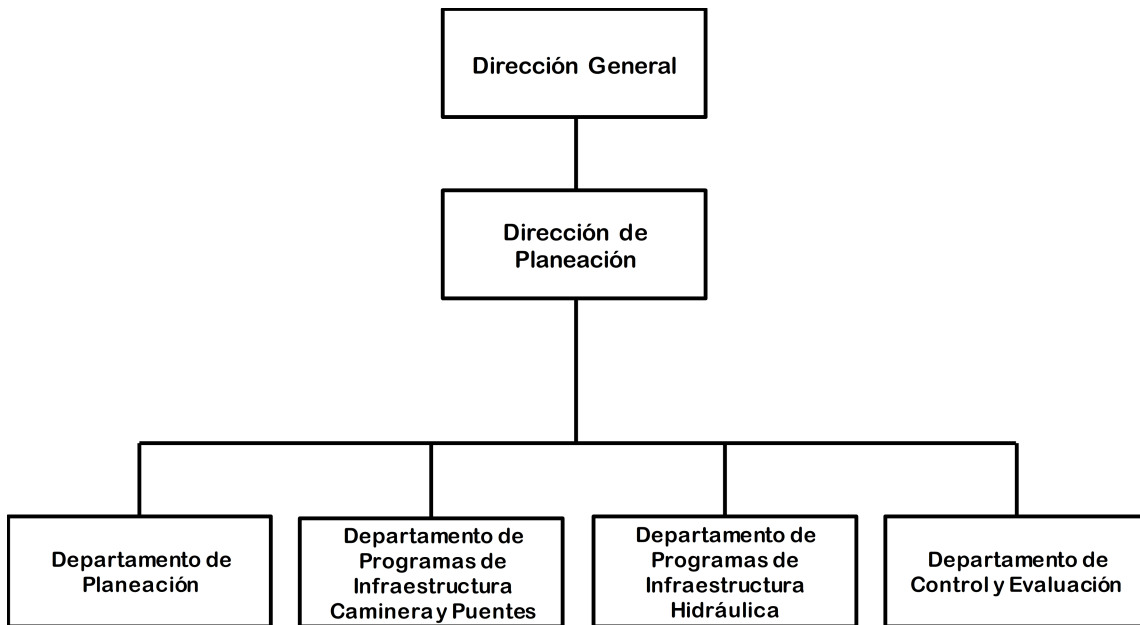 Dirección General
Dirección de
Planeación
Departamento de
Planeación
Departamento de
Programas de
Infraestructura
Caminera y Puentes
Departamento de
Programas de
Infraestructura
Hidráulica
Departamento de
Control y Evaluación